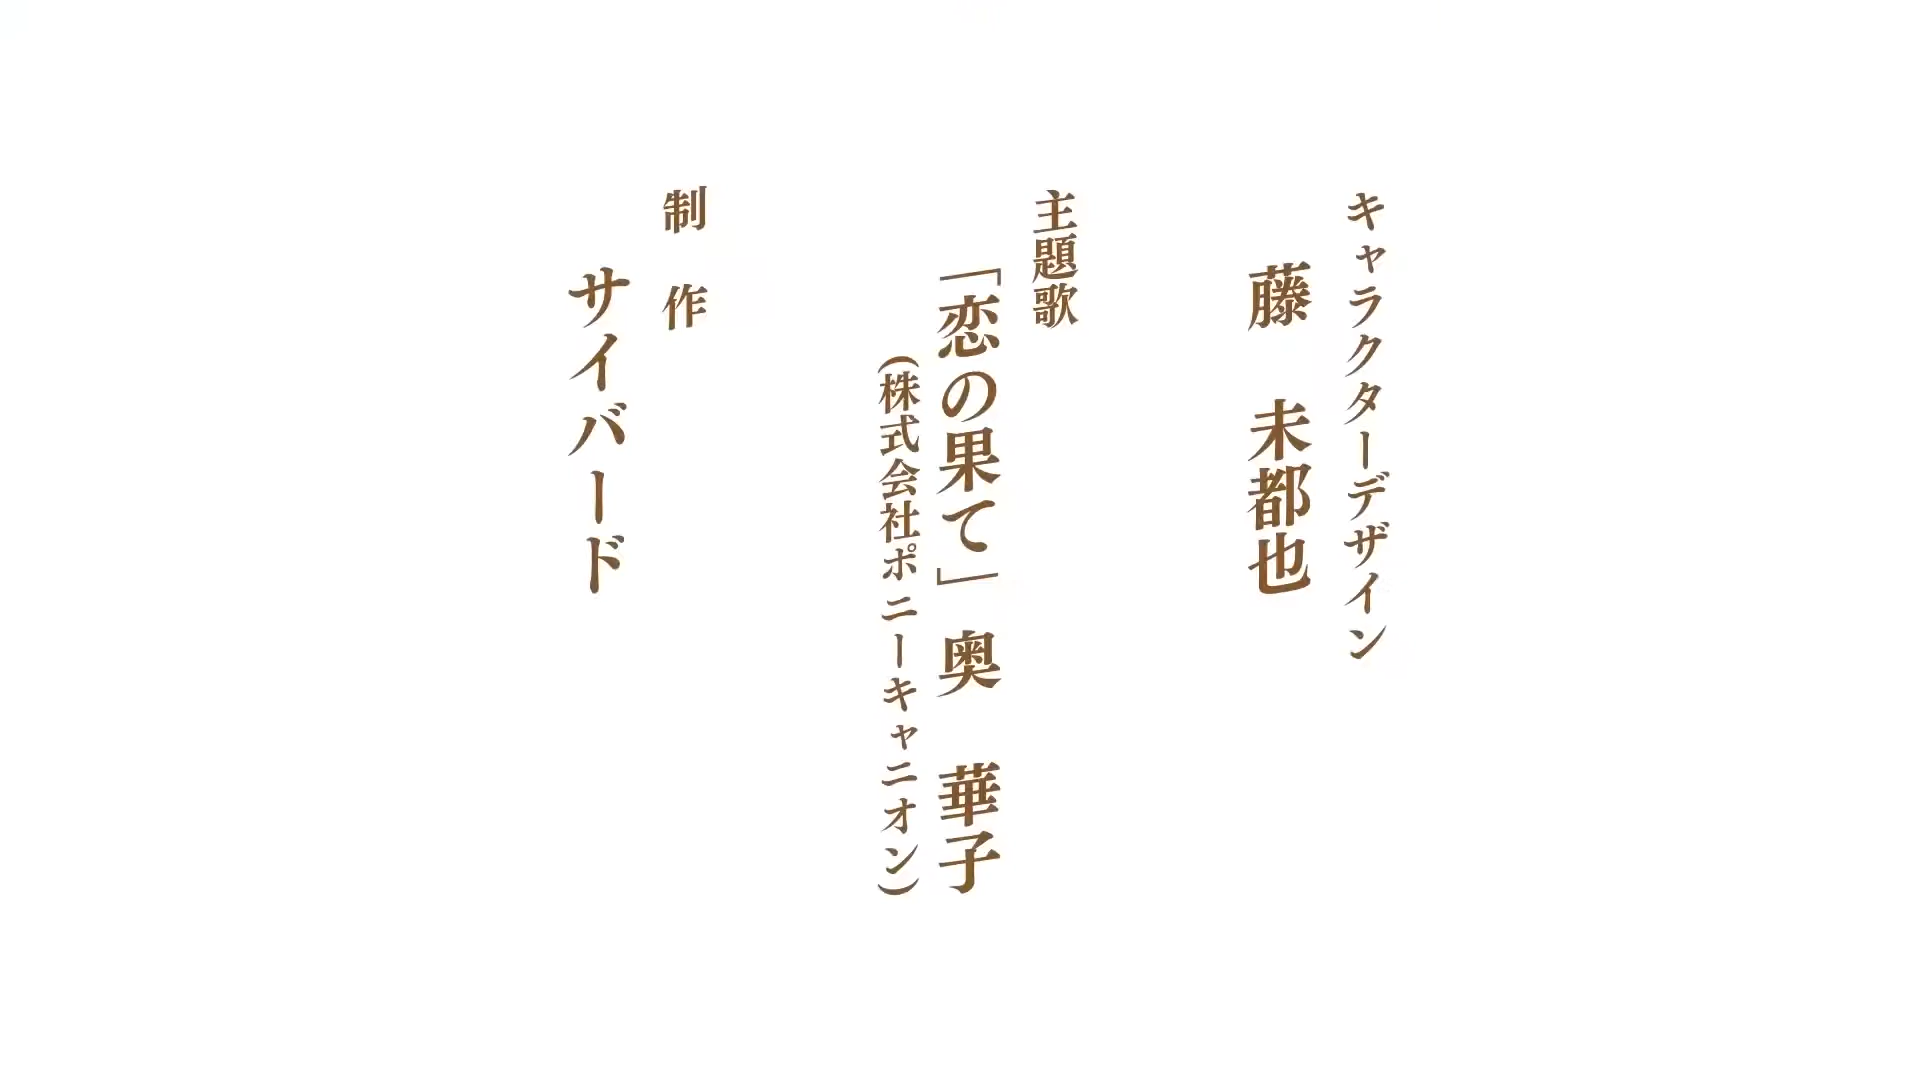 キャラクターデザイン
藤　未都也
主題歌
「恋の果て」奥　華子
(株式会社ポニーキャニオン)
制　作
サイバード